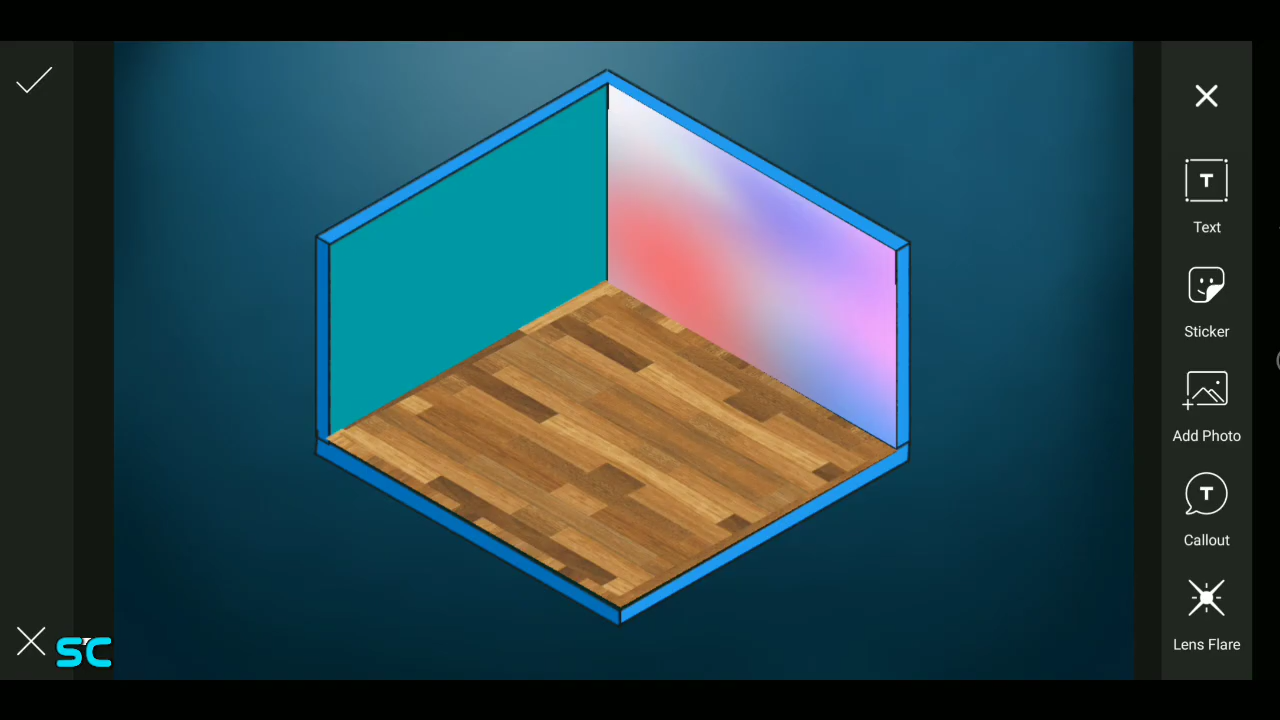 T
Text
Sticker
Add Photo
T
Callout
Lens Flare
SC